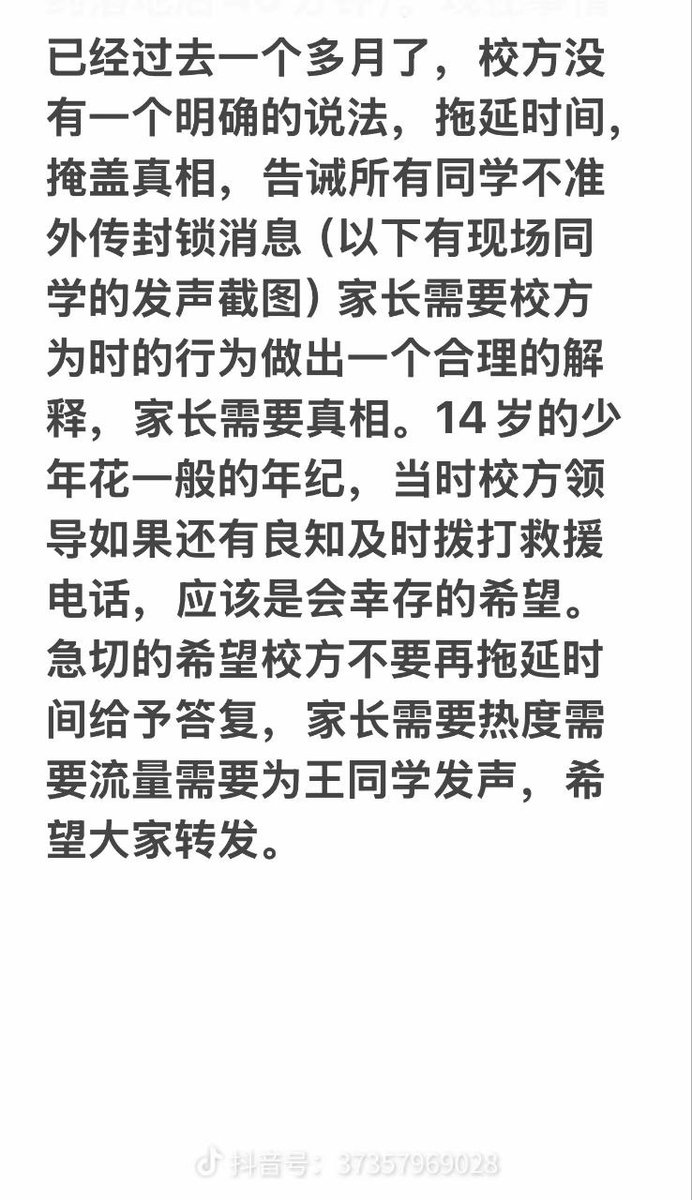 已经过去一个多月了，校方没
有一个明确的说法，拖延时间，
掩盖真相，告诫所有同学不准
外传封锁消息（以下有现场同
学的发声截图）家长需要校方
为时的行为做出一个合理的解
释，家长需要真相。14岁的少
年花一般的年纪，当时校方领
导如果还有良知及时拨打救援
电话，应该是会幸存的希望。
急切的希望校方不要再拖延时
间给予答复，家长需要热度需
要流量需要为王同学发声，希
望大家转发。
抖音号：37357969028